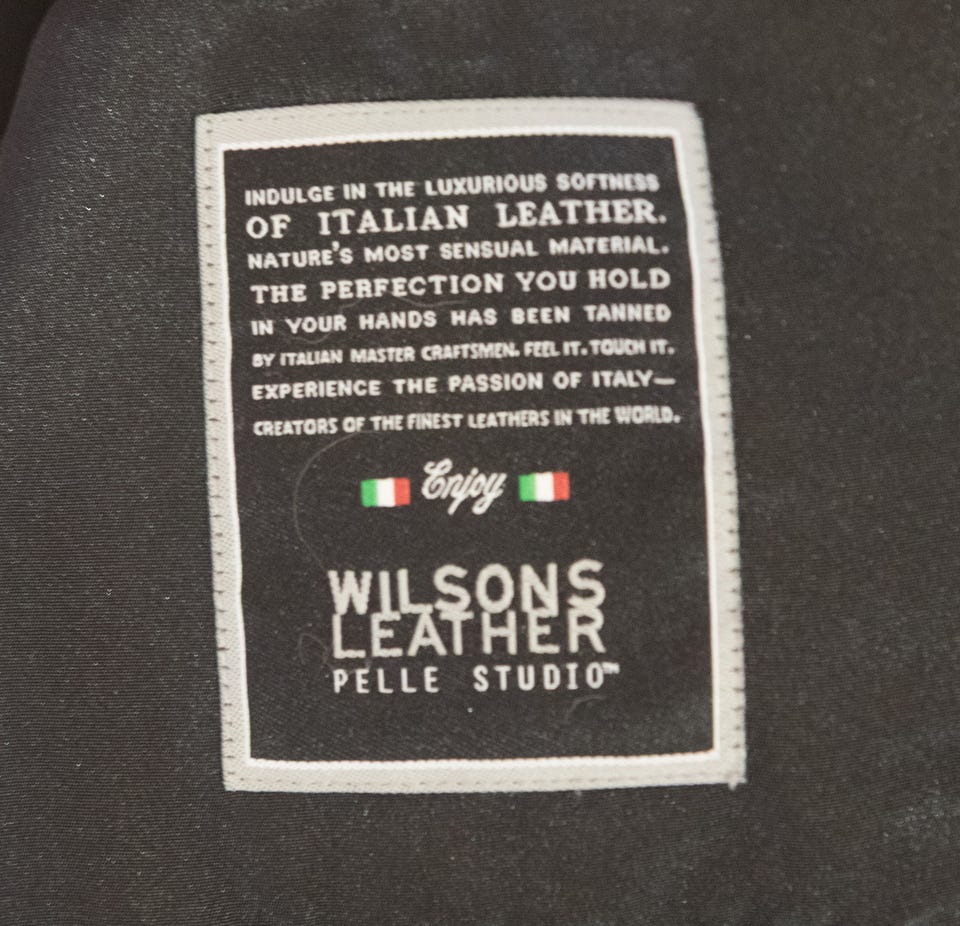 INDULGE IN THE LUXURIOUS SOFTNESS
OF ITALIAN LEATHER.
NATURE'S MOST SENSUAL MATERIAL.
THE PERFECTION YOU HOLD
IN YOUR HANDS HAS BEEN TANNED
BY ITALIAN MASTER CRAFTSMEN. FEEL IT. TOUCH IT.
EXPERIENCE THE PASSION OF ITALY—
CREATORS OF THE FINEST LEATHERS IN THE WORLD.
Enjoy
WILSONS
LEATHER
PELLE STUDIO™